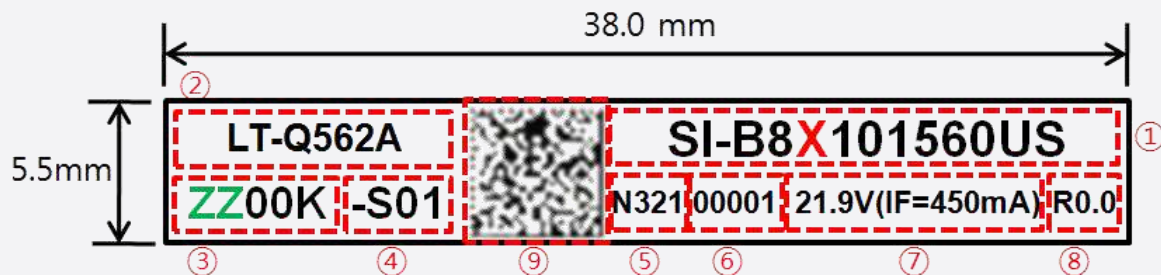 38.0 mm
②
LT-Q562A
SI-B8X101560US
①
5.5mm
ZZ00K -S01 N321 00001 21.9V(IF=450mA) R0.0
③ ④ ⑨ ⑤ ⑥ ⑦ ⑧